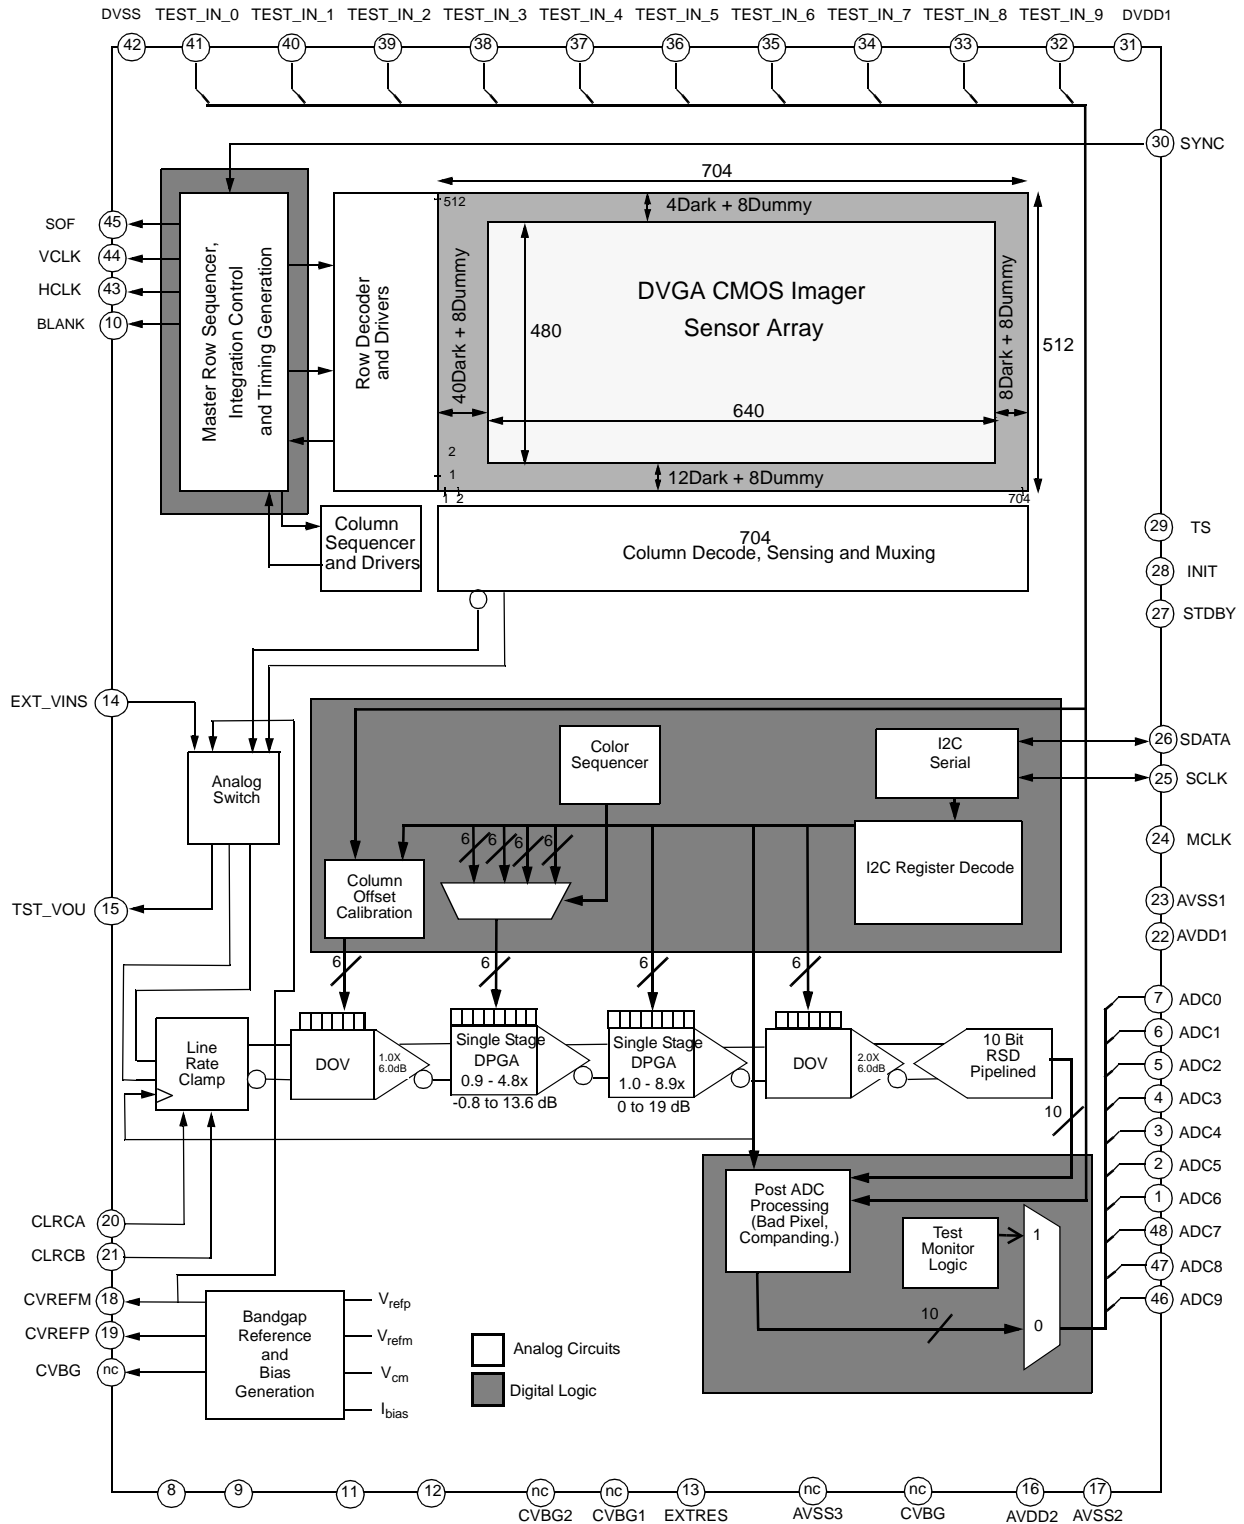 DVSS TEST_IN_0 TEST_IN_1 TEST_IN_2 TEST_IN_3 TEST_IN_4 TEST_IN_5 TEST_IN_6 TEST_IN_7 TEST_IN_8 TEST_IN_9 DVDD1
42 41 40 39 38 37 36 35 34 33 32 31
30 SYNC
704
512
4Dark + 8Dummy
SOF 45
VCLK 44
HCLK 43
BLANK 10
Master Row Sequencer,
Integration Control
and Timing Generation
Row Decoder
and Drivers
40Dark + 8Dummy
DVGA CMOS Imager
Sensor Array
480
640
8Dark + 8Dummy
512
2
1
12Dark + 8Dummy
1 2 704
Column
Sequencer
and Drivers
704
Column Decode, Sensing and Muxing
29 TS
28 INIT
27 STDBY
EXT_VINS 14
Analog
Switch
Color
Sequencer
I2C
Serial
26 SDATA
25 SCLK
24 MCLK
6 6 6 6 6 6
I2C Register Decode
Column
Offset
Calibration
TST_VOU 15
23 AVSS1
22 AVDD1
6 6 6 6
7 ADC0
6 ADC1
5 ADC2
4 ADC3
3 ADC4
2 ADC5
1 ADC6
48 ADC7
47 ADC8
46 ADC9
Line
Rate
Clamp
DOV
1.0X
6.0dB
Single Stage
DPGA
0.9 - 4.8x
-0.8 to 13.6 dB
Single Stage
DPGA
1.0 - 8.9x
0 to 19 dB
DOV
2.0X
6.0dB
10 Bit
RSD
Pipelined
10
Post ADC
Processing
(Bad Pixel,
Companding.)
Test
Monitor
Logic
1
0
10
CLRCA 20
CLRCB 21
CVREFM 18
CVREFP 19
CVBG nc
Bandgap
Reference
and
Bias
Generation
Vrefp
Vrefm
Vcm
Ibias
Analog Circuits
Digital Logic
8 9 11 12 nc nc 13 nc nc 16 17
CVBG2 CVBG1 EXTRES AVSS3 CVBG AVDD2 AVSS2